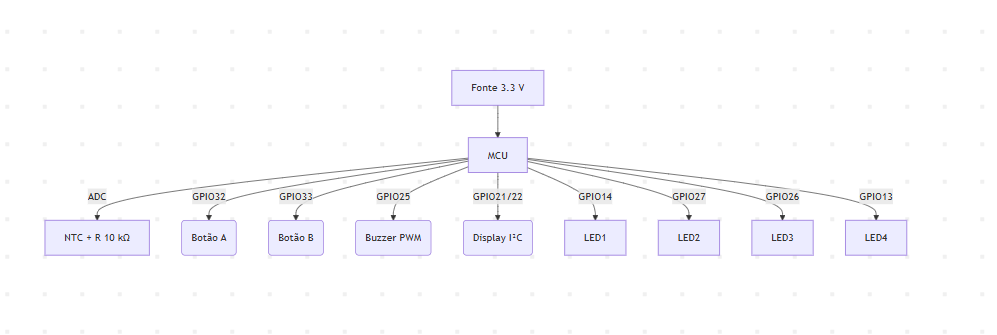 Fonte 3.3 V
MCU
ADC GPIO32 GPIO33 GPIO25 GPIO21/22 GPIO14 GPIO27 GPIO26 GPIO13
NTC + R 10 kΩ Botão A Botão B Buzzer PWM Display I²C LED1 LED2 LED3 LED4